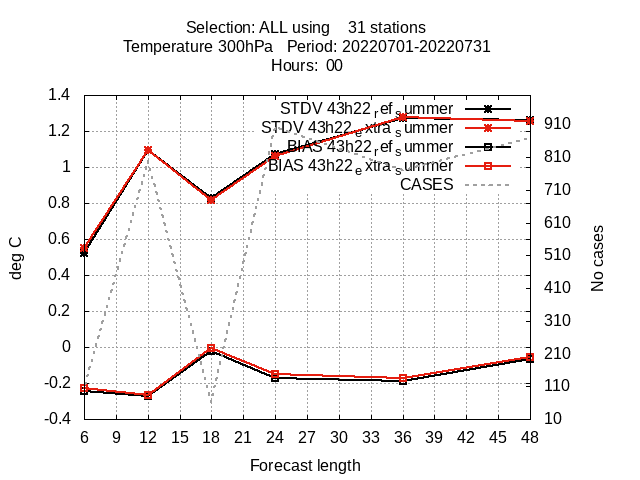 Selection: ALL using 31 stations
Temperature 300hPa Period: 20220701-20220731
Hours: 00
STDV 43h22_ref_summer
STDV 43h22_extra_summer
BIAS 43h22_ref_summer
BIAS 43h22_extra_summer
CASES
1.4
1.2
1
0.8
0.6
0.4
0.2
0
-0.2
-0.4
deg C
910
810
710
610
510
410
310
210
110
10
No cases
6 9 12 15 18 21 24 27 30 33 36 39 42 45 48
Forecast length